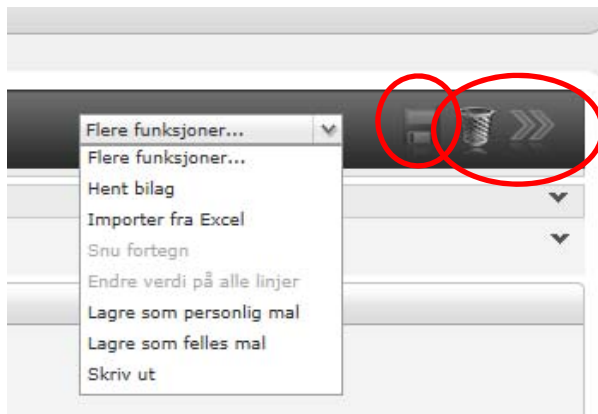 Flere funksjoner...
Flere funksjoner...
Hent bilag
Importer fra Excel
Snu fortegn
Endre verdi på alle linjer
Lagre som personlig mal
Lagre som felles mal
Skriv ut